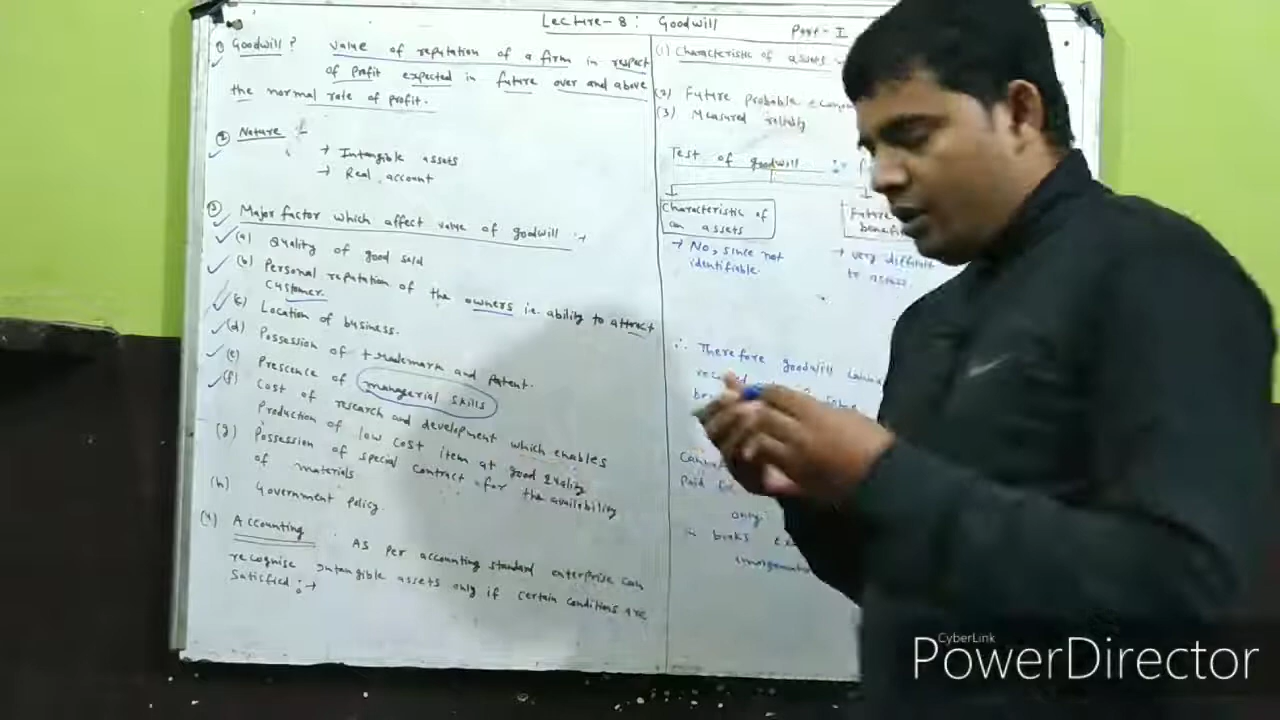 Lecture-8: Goodwill
Part-I
(1) Goodwill? value of reputation of a firm in respect
of profit expected in future over and above
the normal rate of profit.
(2) Nature :-
→ Intangible assets
→ Real account
(3) Major factor which affect value of goodwill :→
(a) Quality of good sold
(b) Personal reputation of the owners i.e. ability to attract
customer.
(c) Location of business.
(d) Possession of trademark and patent.
(e) Prescence of managerial skills
(f) Cost of research and development which enables
Production of low cost item at good quality
(g) Possession of special contract for the availability
of materials
(h) Government Policy.
(4) Accounting As per accounting standard enterprise can
recognise intangible assets only if certain conditions are
satisfied :→
(1) Characteristic of assets
(2) Future probable
(3) Measured reliably
Test of goodwill :-
Characteristic of
an assets
→ No, since not
identifiable.
Future
benefi
→ very difficult
to assess.
∴ Therefore goodwill
paid
only.
in books
amalgamation
CyberLink
PowerDirector